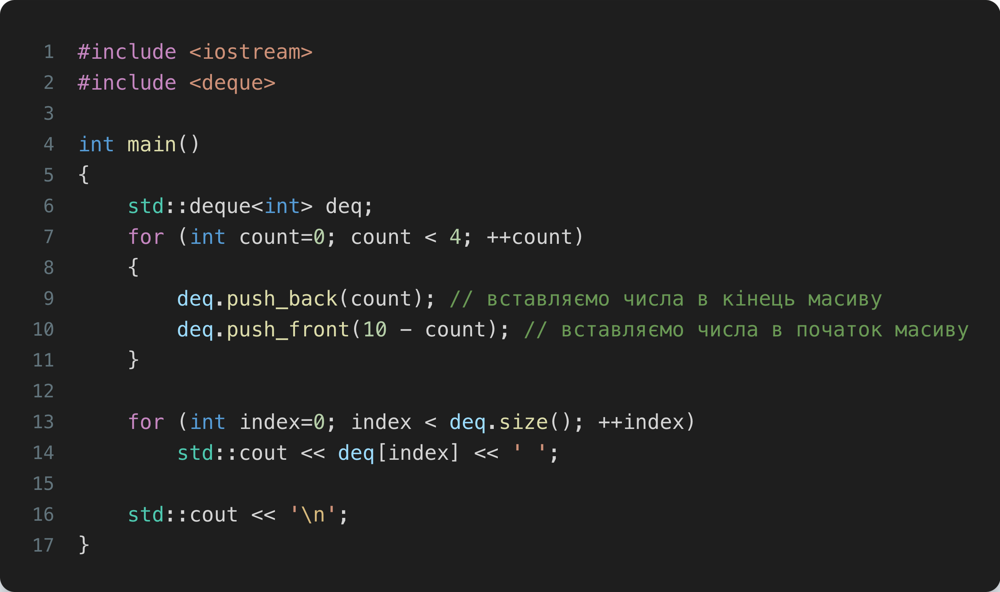 1 #include <iostream>
2 #include <deque>
3
4 int main()
5 {
6     std::deque<int> deq;
7     for (int count=0; count < 4; ++count)
8     {
9         deq.push_back(count); // вставляємо числа в кінець масиву
10         deq.push_front(10 - count); // вставляємо числа в початок масиву
11     }
12
13     for (int index=0; index < deq.size(); ++index)
14         std::cout << deq[index] << ' ';
15
16     std::cout << '\n';
17 }